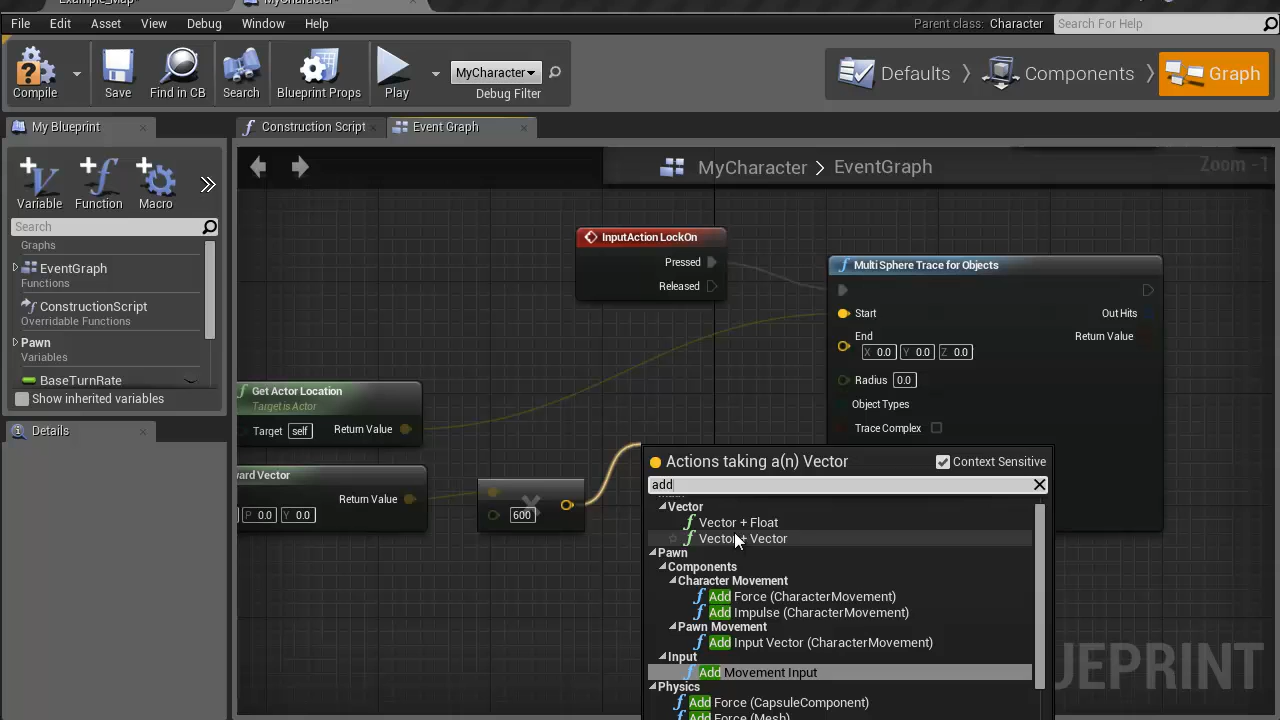 Example_Map*
MyCharacter*
File Edit Asset View Debug Window Help
Parent class: Character
Search For Help
Compile
Save
Find in CB
Search
Blueprint Props
Play
MyCharacter
Debug Filter
Defaults
Components
Graph
My Blueprint
Construction Script
Event Graph
Variable
Function
Macro
MyCharacter > EventGraph
Zoom -1
Search
Graphs
EventGraph
Functions
ConstructionScript
Overridable Functions
Pawn
Variables
BaseTurnRate
Show inherited variables
Details
InputAction LockOn
Pressed
Released
Multi Sphere Trace for Objects
Start
Out Hits
End
Return Value
X 0.0 Y 0.0 Z 0.0
Radius 0.0
Object Types
Trace Complex
Get Actor Location
Target is Actor
Target self
Return Value
ward Vector
Return Value
P 0.0 Y 0.0
600
Actions taking a(n) Vector
Context Sensitive
add
Vector
Vector + Float
Vector + Vector
Pawn
Components
Character Movement
Add Force (CharacterMovement)
Add Impulse (CharacterMovement)
Pawn Movement
Add Input Vector (CharacterMovement)
Input
Add Movement Input
Physics
Add Force (CapsuleComponent)
Add Force (Mesh)
UEPRINT